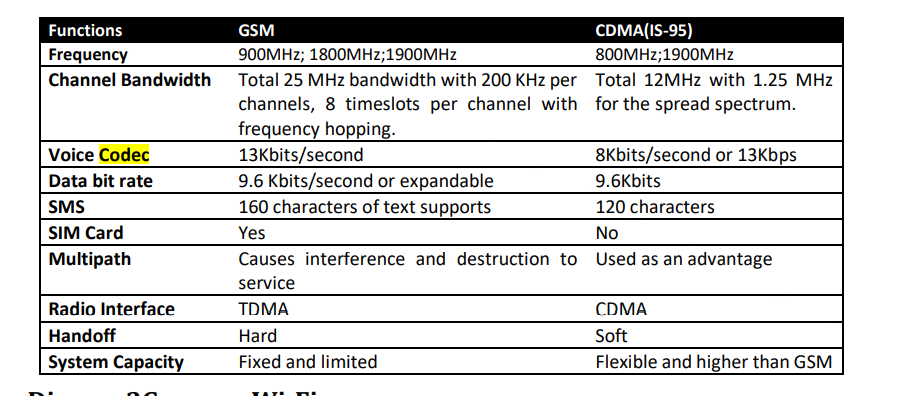 Functions GSM CDMA(IS-95)
Frequency 900MHz; 1800MHz;1900MHz 800MHz;1900MHz
Channel Bandwidth Total 25 MHz bandwidth with 200 KHz per Total 12MHz with 1.25 MHz
channels, 8 timeslots per channel with for the spread spectrum.
frequency hopping.
Voice Codec 13Kbits/second 8Kbits/second or 13Kbps
Data bit rate 9.6 Kbits/second or expandable 9.6Kbits
SMS 160 characters of text supports 120 characters
SIM Card Yes No
Multipath Causes interference and destruction to Used as an advantage
service
Radio Interface TDMA CDMA
Handoff Hard Soft
System Capacity Fixed and limited Flexible and higher than GSM